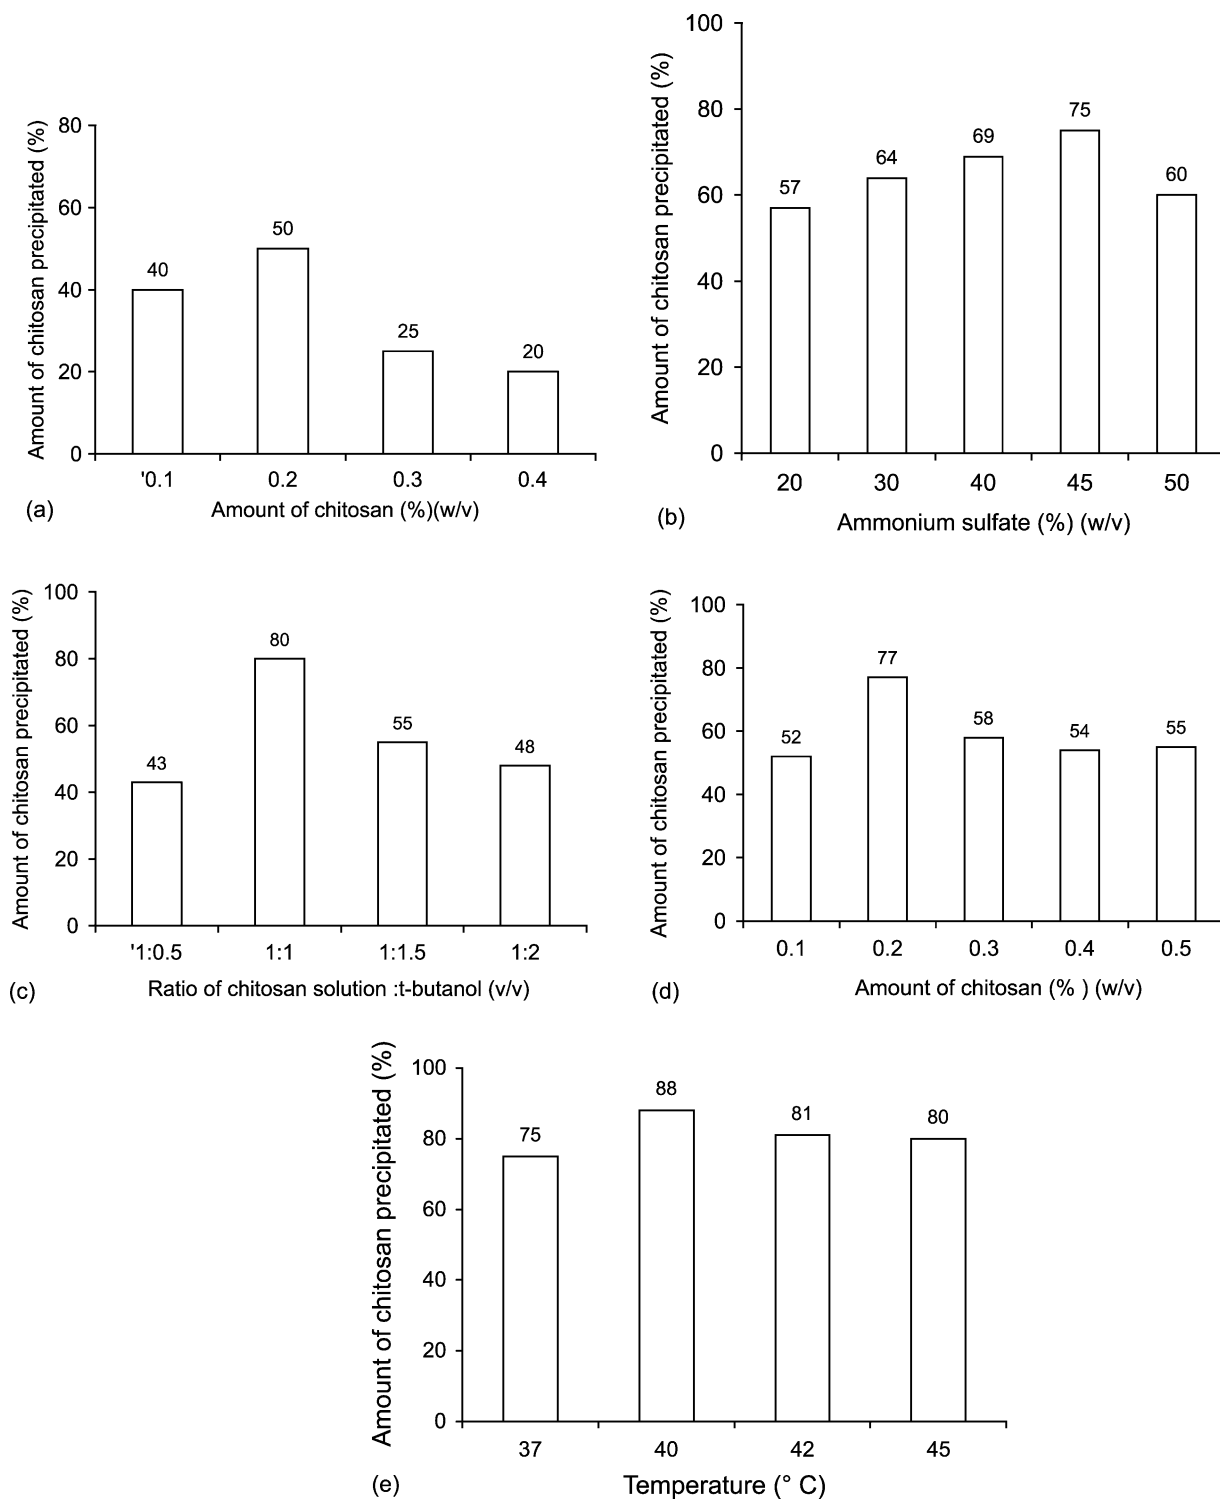 Amount of chitosan precipitated (%)
80
60
40
20
0
40
50
25
20
'0.1 0.2 0.3 0.4
Amount of chitosan (%)(w/v)
(a)
Amount of chitosan precipitated (%)
100
80
60
40
20
0
57
64
69
75
60
20 30 40 45 50
Ammonium sulfate (%) (w/v)
(b)
Amount of chitosan precipitated (%)
100
80
60
40
20
0
43
80
55
48
'1:0.5 1:1 1:1.5 1:2
Ratio of chitosan solution :t-butanol (v/v)
(c)
Amount of chitosan precipitated (%)
100
80
60
40
20
0
52
77
58
54
55
0.1 0.2 0.3 0.4 0.5
Amount of chitosan (% ) (w/v)
(d)
Amount of chitosan precipitated (%)
100
80
60
40
20
0
75
88
81
80
37 40 42 45
Temperature (° C)
(e)